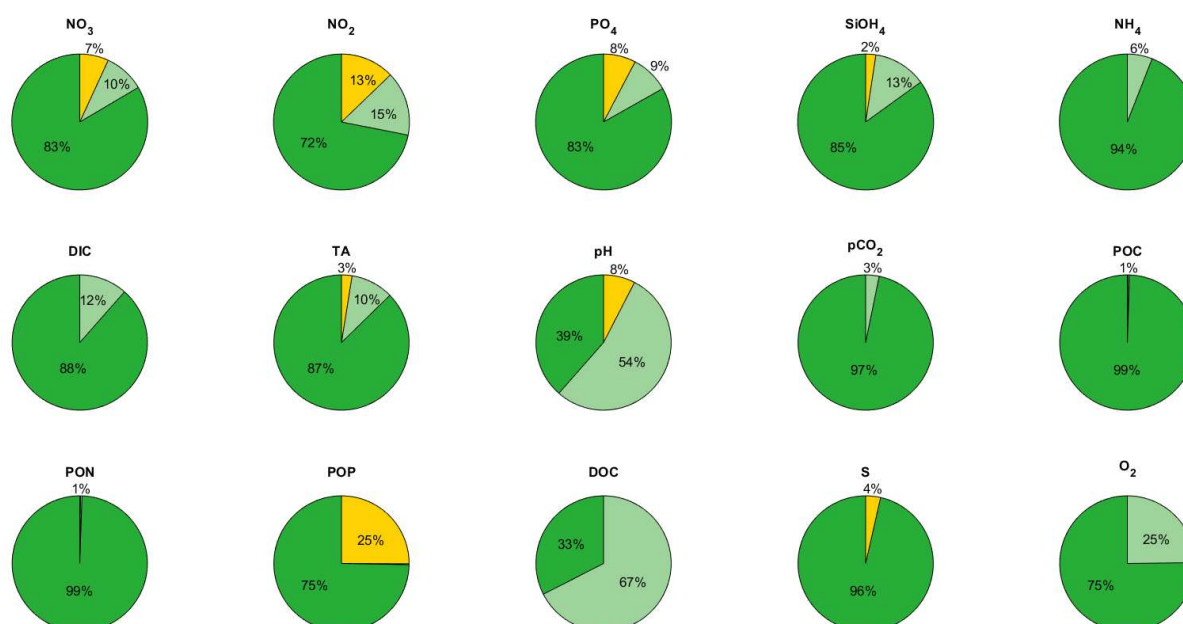 NO3 NO2 PO4 SiOH4 NH4
7% 8% 2% 6%
10% 13% 9% 13%
83% 15% 83% 85% 94%
72%
DIC TA pH pCO2 POC
3% 8% 3% 1%
12% 10%
88% 87% 39% 54% 97% 99%
PON POP DOC S O2
1% 4%
25% 33% 25%
99% 75% 67% 96% 75%